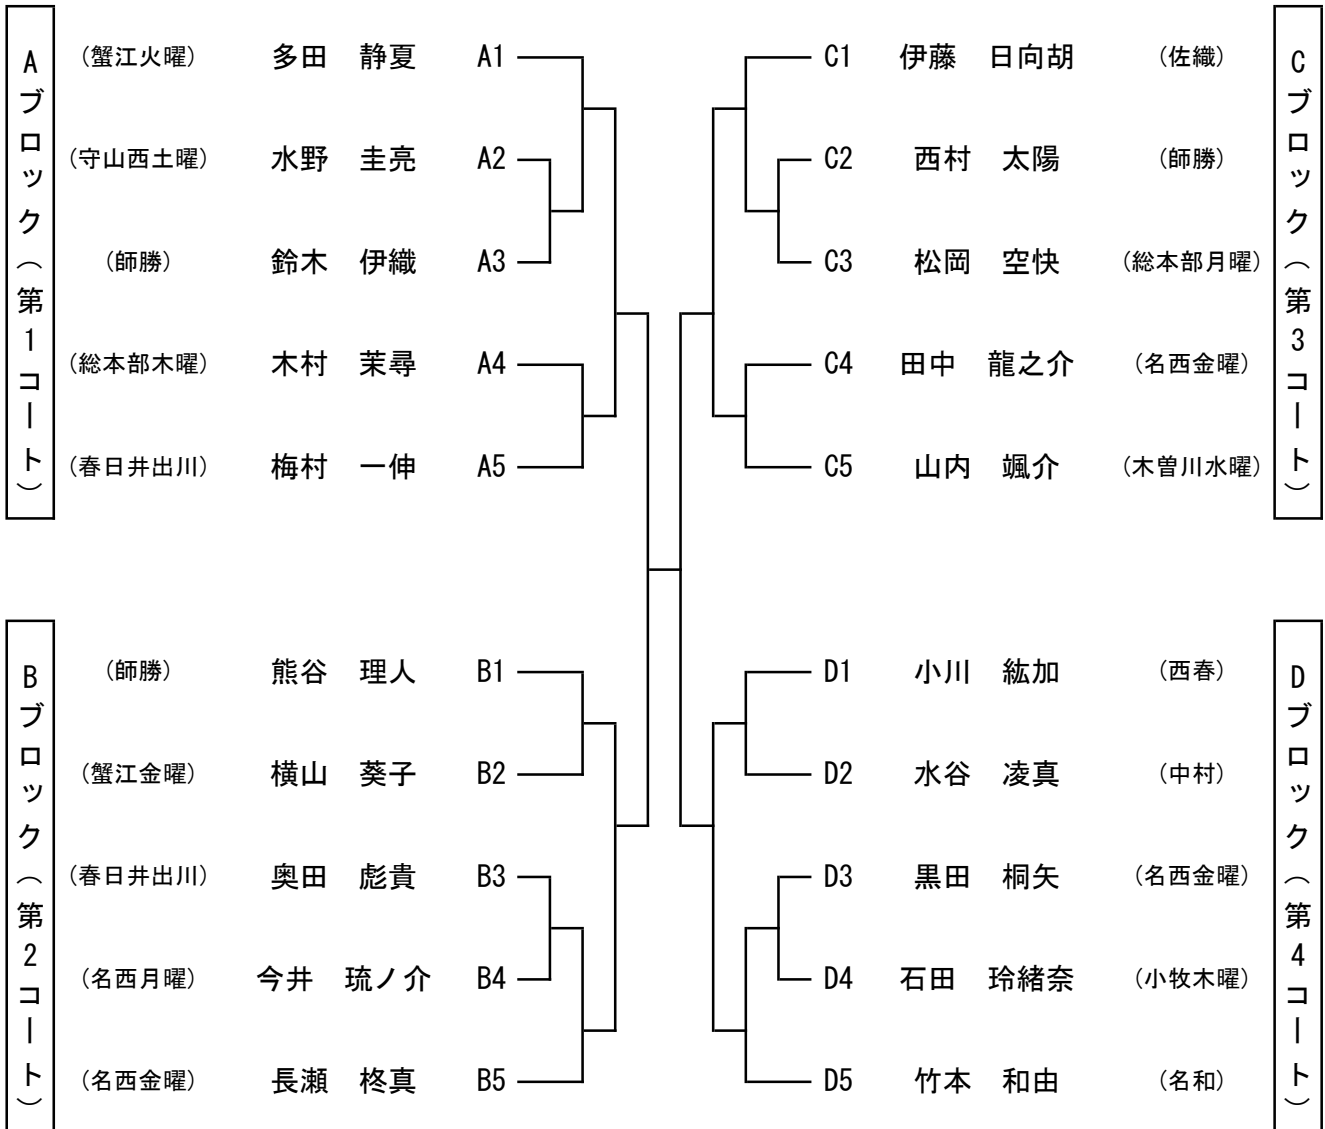 Aブロック（第1コート）
（蟹江火曜） 多田　静夏 A1
（守山西土曜） 水野　圭亮 A2
（師勝） 鈴木　伊織 A3
（総本部木曜） 木村　茉尋 A4
（春日井出川） 梅村　一伸 A5
Bブロック（第2コート）
（師勝） 熊谷　理人 B1
（蟹江金曜） 横山　葵子 B2
（春日井出川） 奥田　彪貴 B3
（名西月曜） 今井　琉ノ介 B4
（名西金曜） 長瀬　柊真 B5
Cブロック（第3コート）
C1 伊藤　日向胡 （佐織）
C2 西村　太陽 （師勝）
C3 松岡　空快 （総本部月曜）
C4 田中　龍之介 （名西金曜）
C5 山内　颯介 （木曽川水曜）
Dブロック（第4コート）
D1 小川　紘加 （西春）
D2 水谷　凌真 （中村）
D3 黒田　桐矢 （名西金曜）
D4 石田　玲緒奈 （小牧木曜）
D5 竹本　和由 （名和）